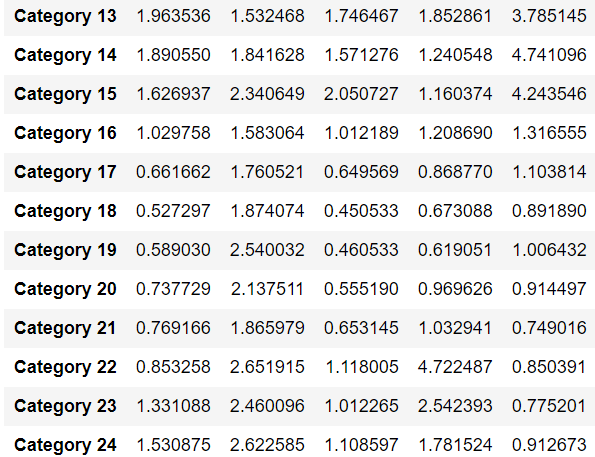 Category 13 1.963536 1.532468 1.746467 1.852861 3.785145
Category 14 1.890550 1.841628 1.571276 1.240548 4.741096
Category 15 1.626937 2.340649 2.050727 1.160374 4.243546
Category 16 1.029758 1.583064 1.012189 1.208690 1.316555
Category 17 0.661662 1.760521 0.649569 0.868770 1.103814
Category 18 0.527297 1.874074 0.450533 0.673088 0.891890
Category 19 0.589030 2.540032 0.460533 0.619051 1.006432
Category 20 0.737729 2.137511 0.555190 0.969626 0.914497
Category 21 0.769166 1.865979 0.653145 1.032941 0.749016
Category 22 0.853258 2.651915 1.118005 4.722487 0.850391
Category 23 1.331088 2.460096 1.012265 2.542393 0.775201
Category 24 1.530875 2.622585 1.108597 1.781524 0.912673